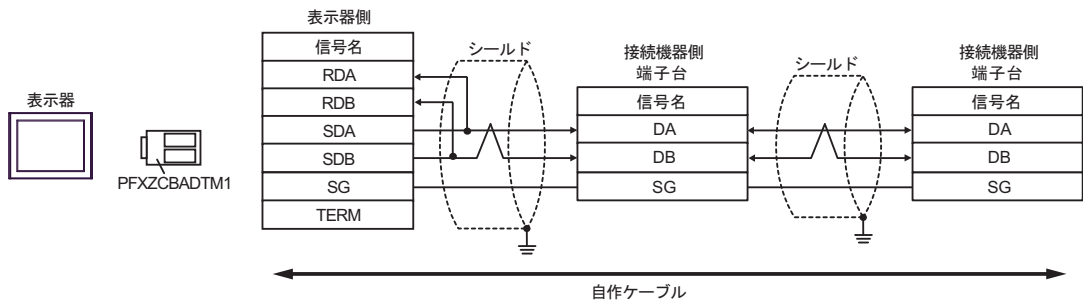 表示器
PFXZCBADTM1
表示器側
信号名
RDA
RDB
SDA
SDB
SG
TERM
シールド
接続機器側
端子台
信号名
DA
DB
SG
シールド
接続機器側
端子台
信号名
DA
DB
SG
自作ケーブル